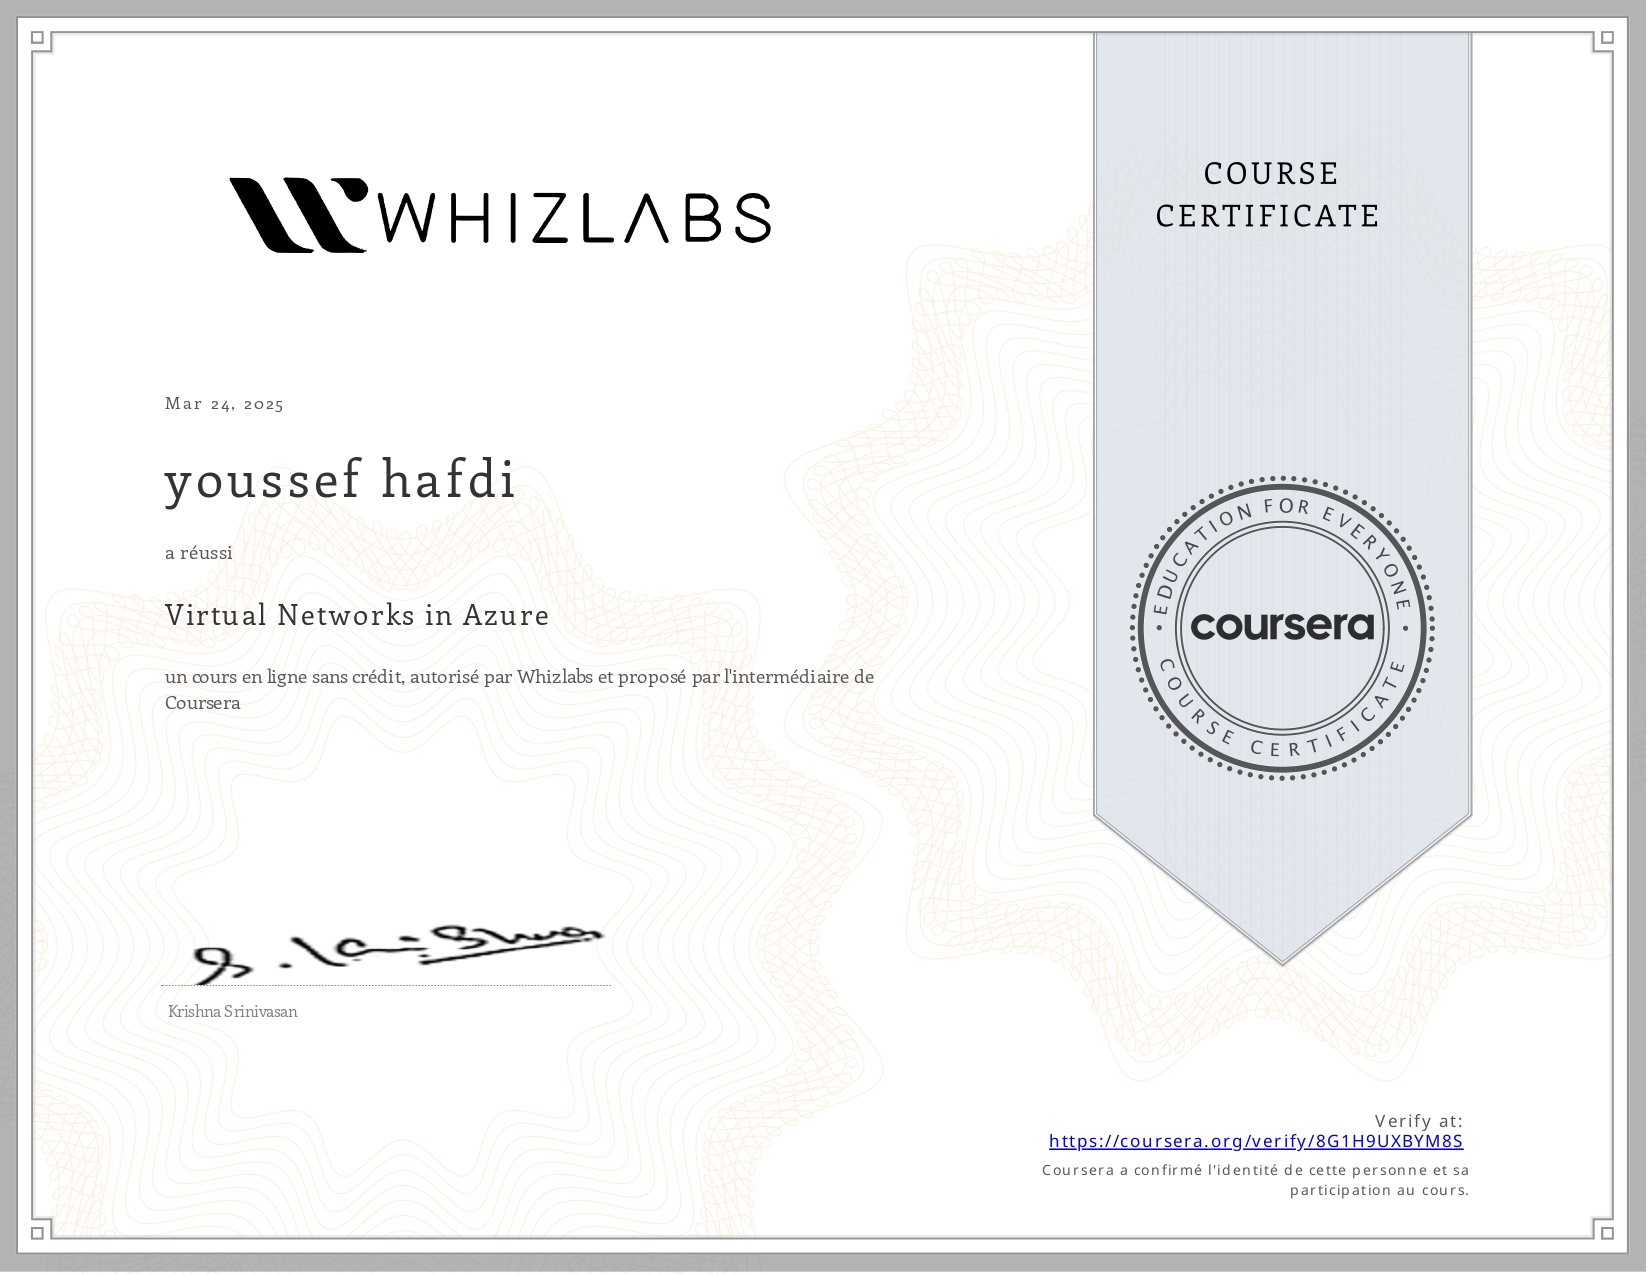 WHIZLABS
COURSE
CERTIFICATE
Mar 24, 2025
youssef hafdi
a réussi
Virtual Networks in Azure
un cours en ligne sans crédit, autorisé par Whizlabs et proposé par l'intermédiaire de
Coursera
EDUCATION FOR EVERYONE
coursera
COURSE CERTIFICATE
Krishna Srinivasan
Verify at:
https://coursera.org/verify/8G1H9UXBYM8S
Coursera a confirmé l'identité de cette personne et sa
participation au cours.